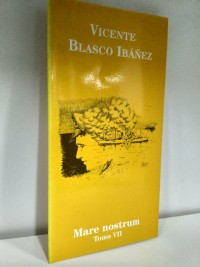 VICENTE
BLASCO IBÁÑEZ
Mare nostrum
Tomo VII